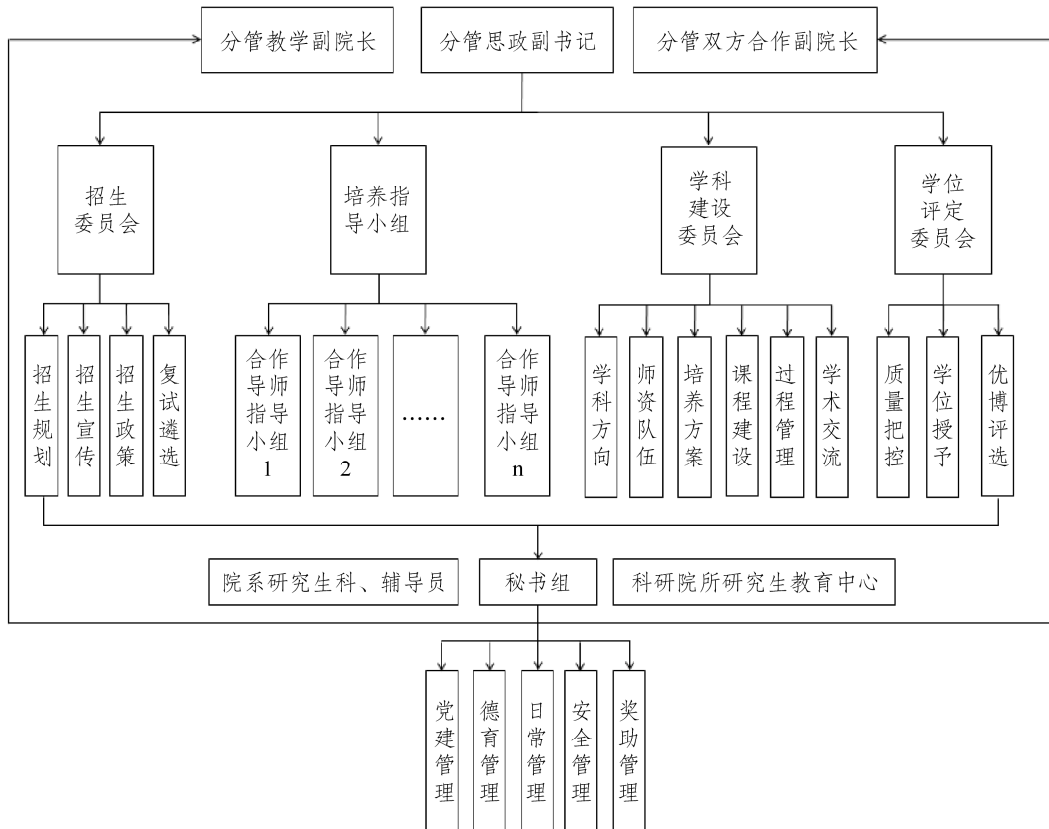 分管教学副院长
分管思政副书记
分管双方合作副院长
招生
委员会
培养指
导小组
学科
建设
委员会
学位
评定
委员会
招生规划
招生宣传
招生政策
复试遴选
合作
导师
指导
小组
1
合作
导师
指导
小组
2
……
合作
导师
指导
小组
n
学科方向
师资队伍
培养方案
课程建设
过程管理
学术交流
质量把控
学位授予
优博评选
院系研究生科、辅导员
秘书组
科研院所研究生教育中心
党建管理
德育管理
日常管理
安全管理
奖助管理